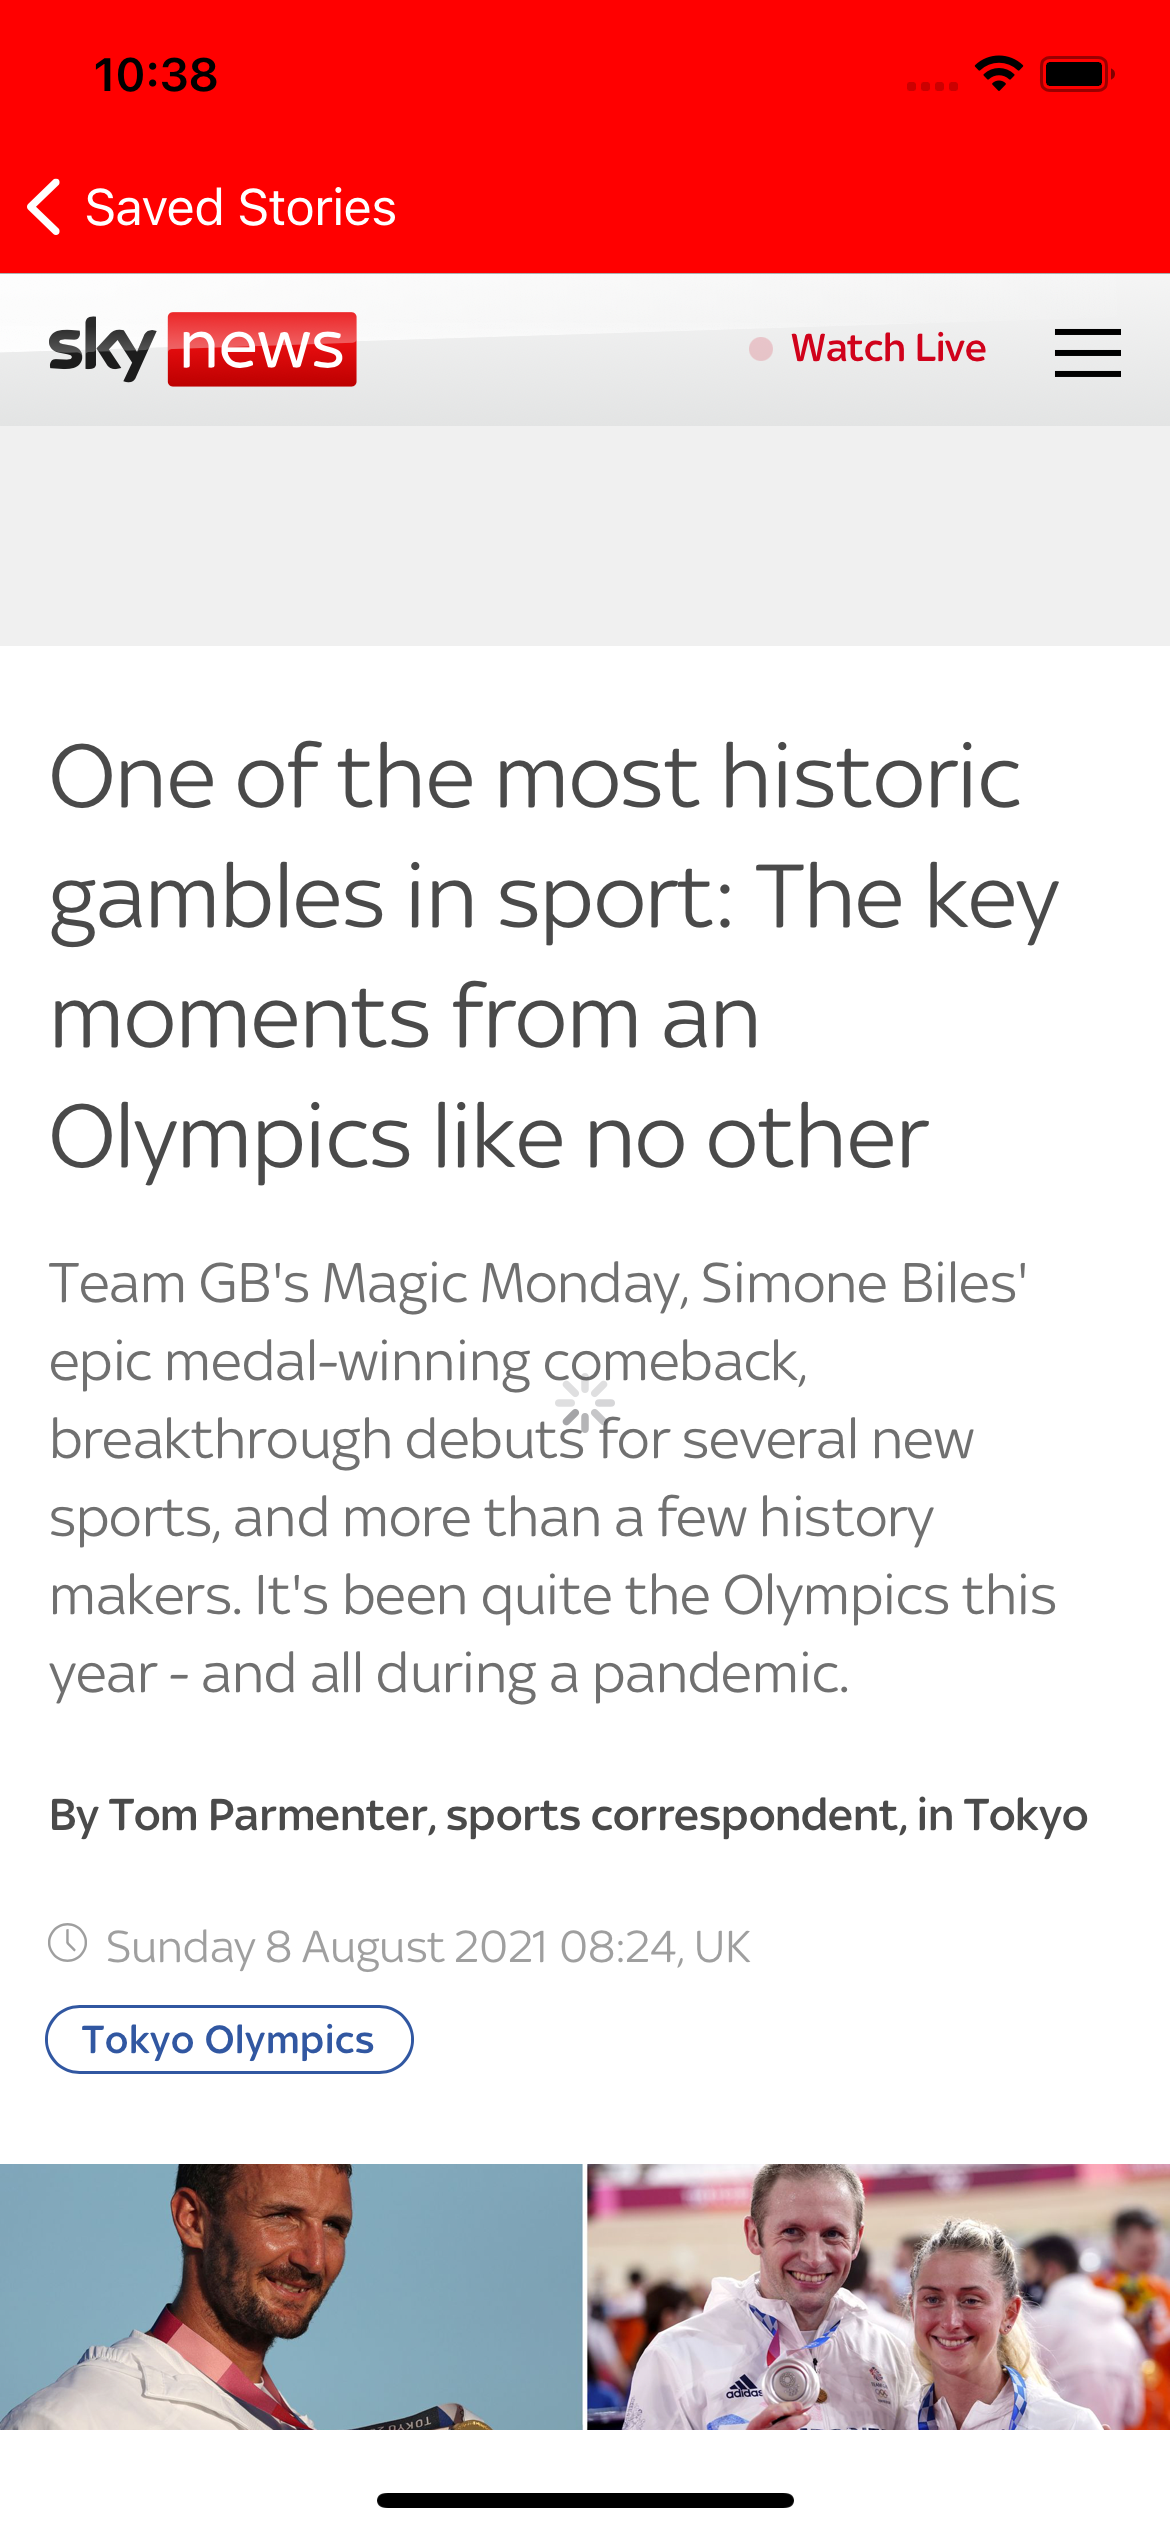 10:38
Saved Stories
sky news
Watch Live
One of the most historic
gambles in sport: The key
moments from an
Olympics like no other
Team GB's Magic Monday, Simone Biles'
epic medal-winning comeback,
breakthrough debuts for several new
sports, and more than a few history
makers. It's been quite the Olympics this
year - and all during a pandemic.
By Tom Parmenter, sports correspondent, in Tokyo
Sunday 8 August 2021 08:24, UK
Tokyo Olympics
adidas